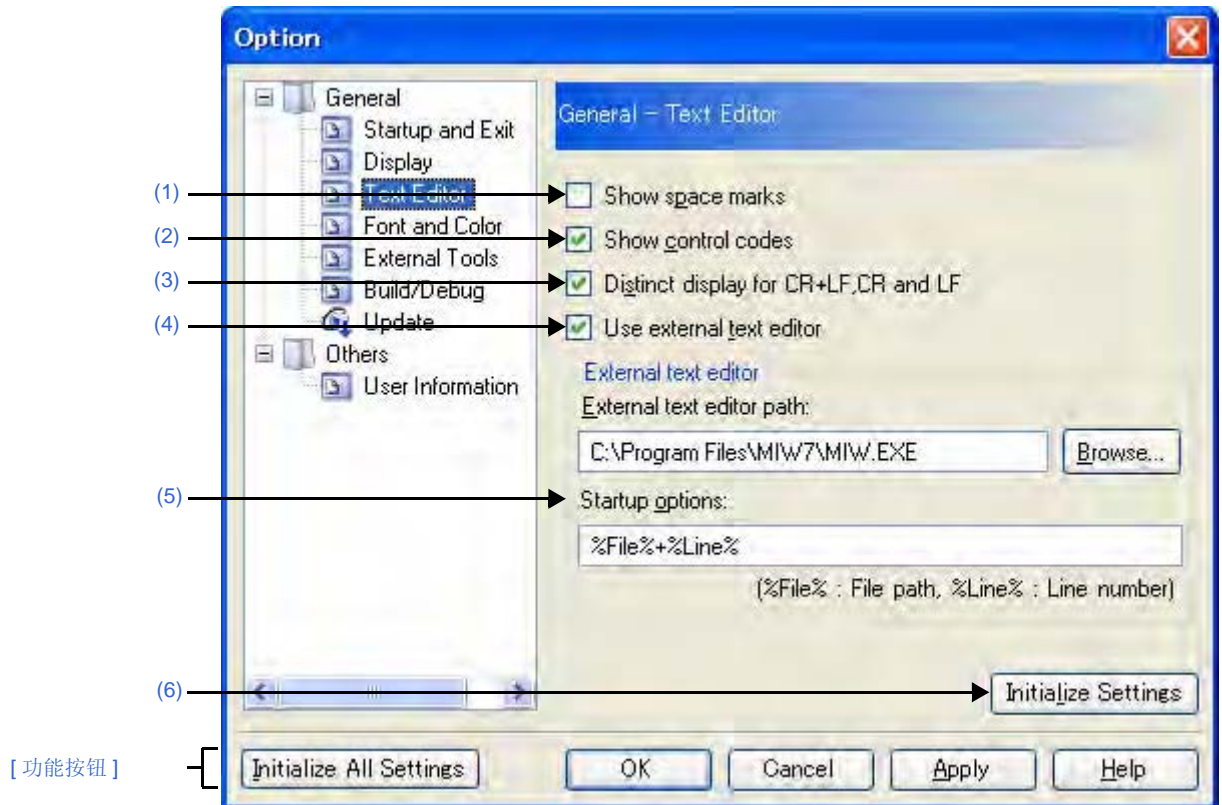 Option
General
Startup and Exit
Display
Text Editor
Font and Color
External Tools
Build/Debug
Update
Others
User Information
General - Text Editor
(1)
Show space marks
(2)
Show control codes
(3)
Distinct display for CR+LF,CR and LF
(4)
Use external text editor
External text editor
External text editor path:
C:\Program Files\MIW7\MIW.EXE
Browse...
(5)
Startup options:
%File%+%Line%
(%File% : File path, %Line% : Line number)
(6)
Initialize Settings
[ 功能按钮 ]
Initialize All Settings
OK
Cancel
Apply
Help